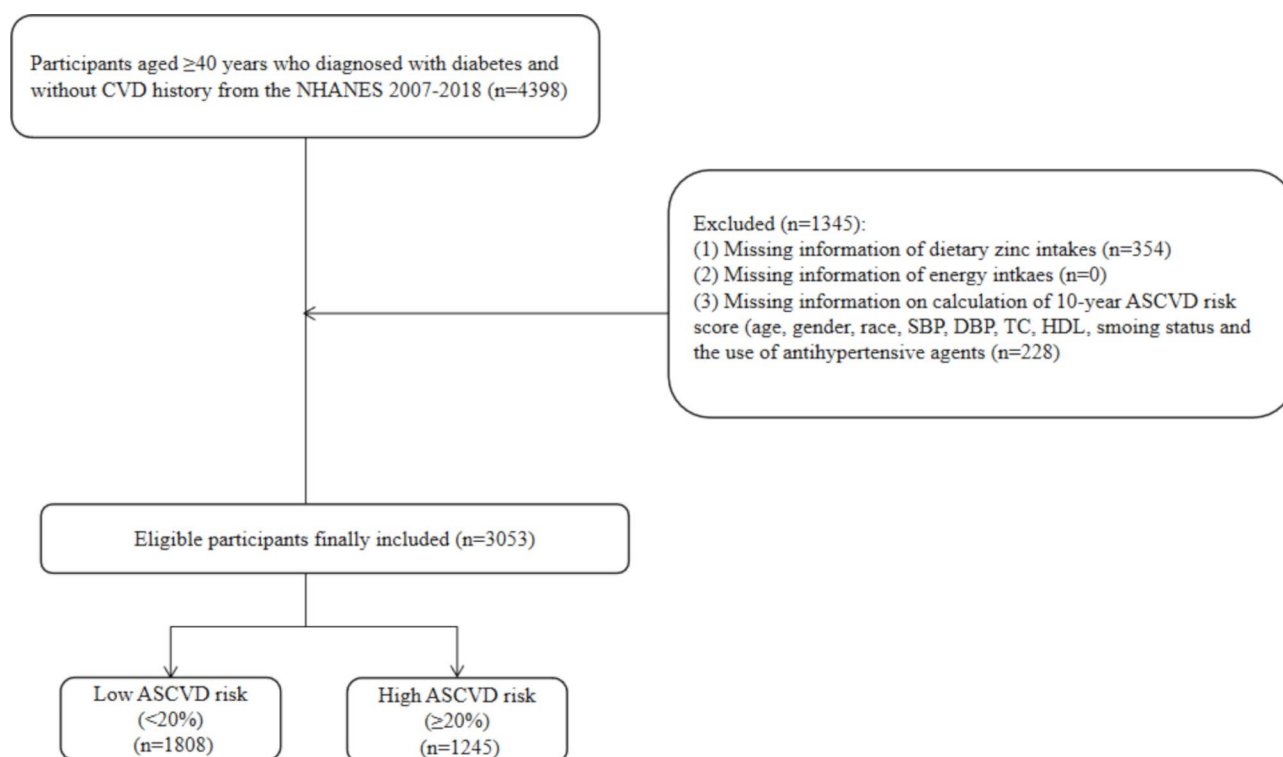 Participants aged ≥40 years who diagnosed with diabetes and
without CVD history from the NHANES 2007-2018 (n=4398)
Excluded (n=1345):
(1) Missing information of dietary zinc intakes (n=354)
(2) Missing information of energy intkaes (n=0)
(3) Missing information on calculation of 10-year ASCVD risk
score (age, gender, race, SBP, DBP, TC, HDL, smoing status and
the use of antihypertensive agents (n=228)
Eligible participants finally included (n=3053)
Low ASCVD risk
(<20%)
(n=1808)
High ASCVD risk
(≥20%)
(n=1245)